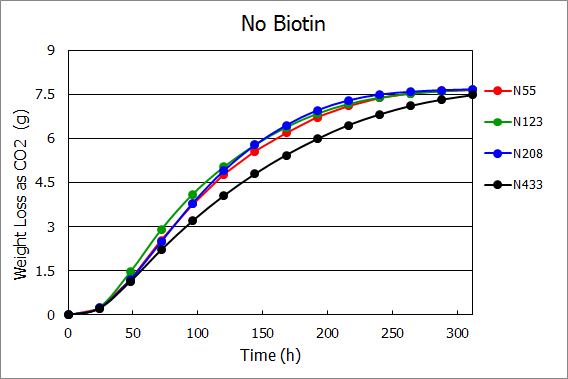 No Biotin
Weight Loss as CO2 (g)
9
7.5
6
4.5
3
1.5
0
0 50 100 150 200 250 300
Time (h)
N55
N123
N208
N433